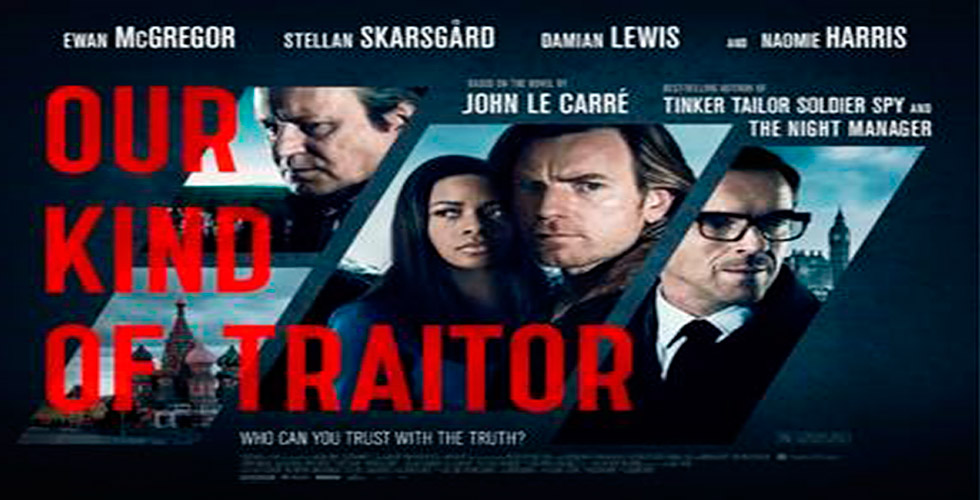 EWAN McGREGOR STELLAN SKARSGÅRD DAMIAN LEWIS AND NAOMIE HARRIS
BASED ON THE NOVEL BY
JOHN LE CARRÉ
BESTSELLING AUTHOR OF
TINKER TAILOR SOLDIER SPY AND
THE NIGHT MANAGER
OUR
KIND
OF TRAITOR
WHO CAN YOU TRUST WITH THE TRUTH?